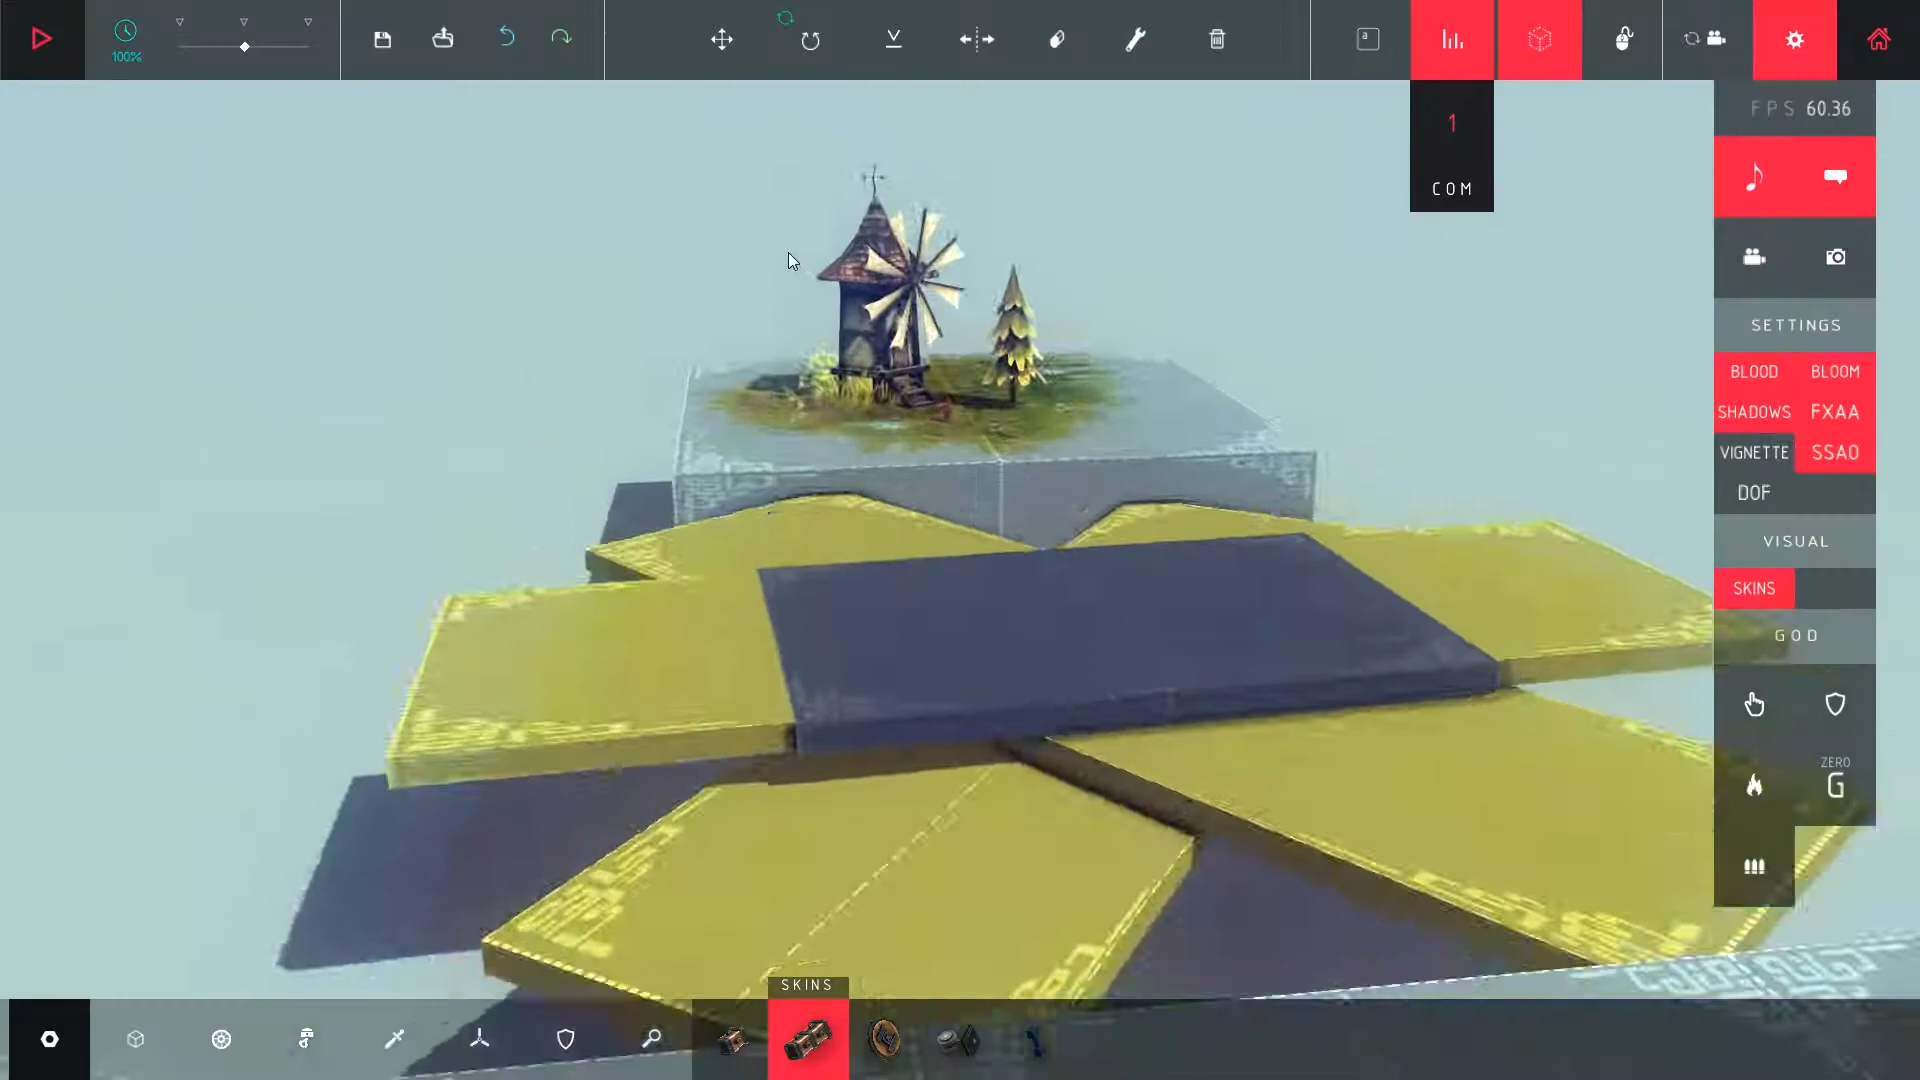 100%
a
1
COM
FPS 60.36
SETTINGS
BLOOD BLOOM
SHADOWS FXAA
VIGNETTE SSAO
DOF
VISUAL
SKINS
GOD
ZERO
G
SKINS